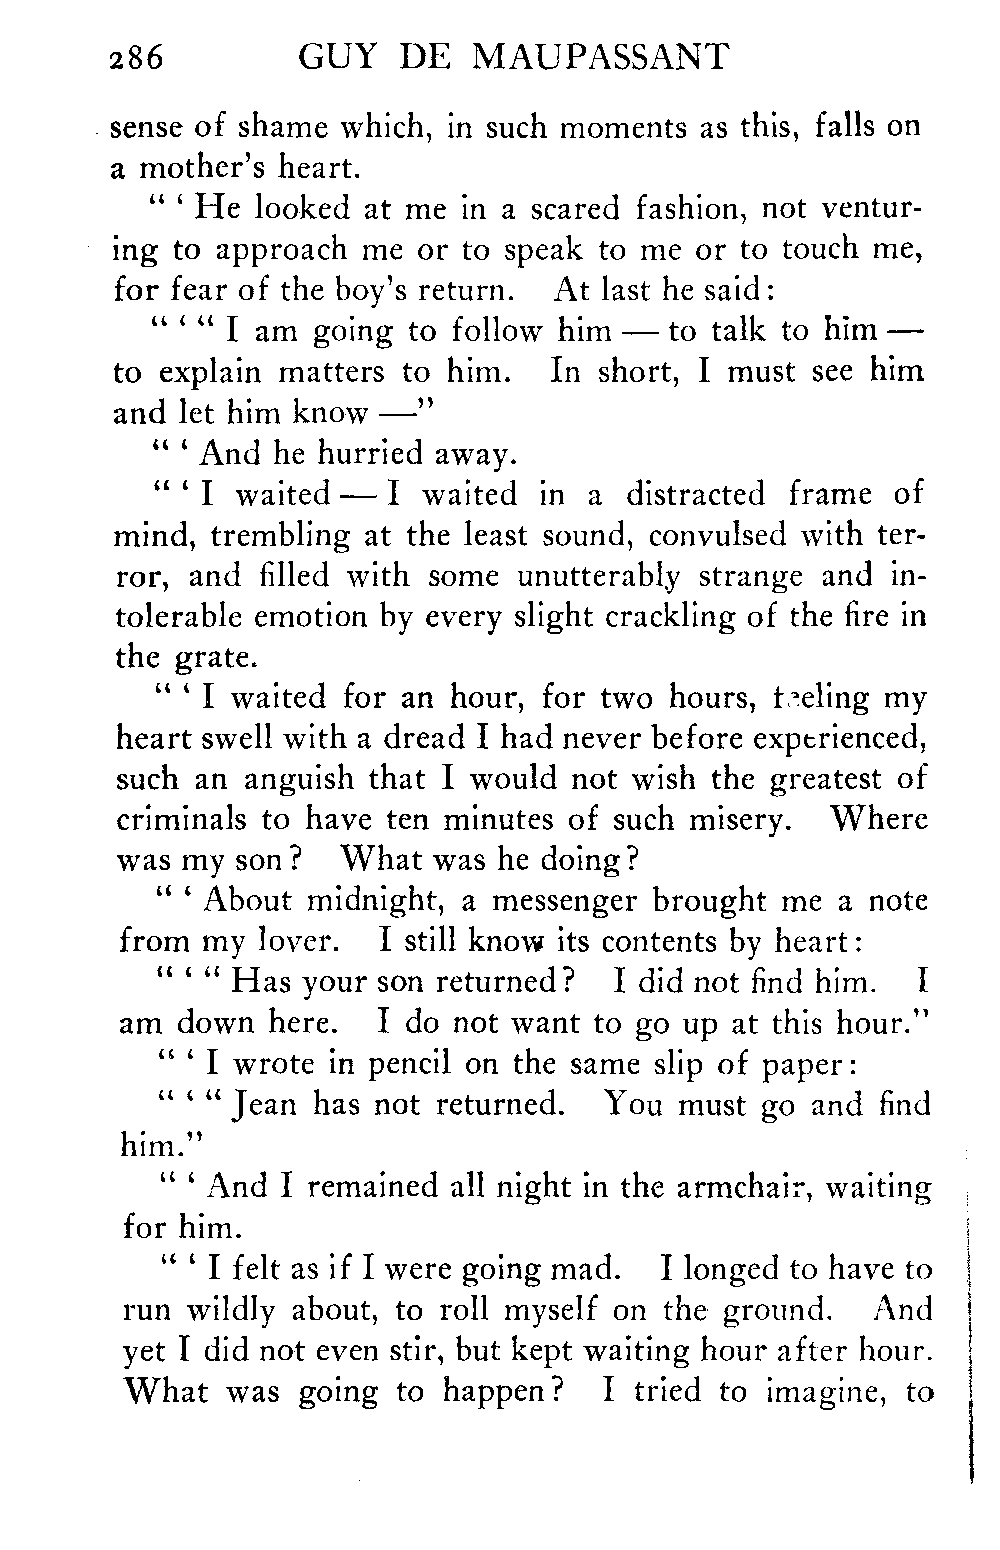 286 GUY DE MAUPASSANT
sense of shame which, in such moments as this, falls on
a mother's heart.
“ ‘ He looked at me in a scared fashion, not ventur-
ing to approach me or to speak to me or to touch me,
for fear of the boy's return. At last he said:
“ ‘ “ I am going to follow him — to talk to him —
to explain matters to him. In short, I must see him
and let him know —”
“ ‘ And he hurried away.
“ ‘ I waited — I waited in a distracted frame of
mind, trembling at the least sound, convulsed with ter-
ror, and filled with some unutterably strange and in-
tolerable emotion by every slight crackling of the fire in
the grate.
“ ‘ I waited for an hour, for two hours, feeling my
heart swell with a dread I had never before experienced,
such an anguish that I would not wish the greatest of
criminals to have ten minutes of such misery. Where
was my son? What was he doing?
“ ‘ About midnight, a messenger brought me a note
from my lover. I still know its contents by heart:
“ ‘ “ Has your son returned? I did not find him. I
am down here. I do not want to go up at this hour.”
“ ‘ I wrote in pencil on the same slip of paper:
“ ‘ “ Jean has not returned. You must go and find
him.”
“ ‘ And I remained all night in the armchair, waiting
for him.
“ ‘ I felt as if I were going mad. I longed to have to
run wildly about, to roll myself on the ground. And
yet I did not even stir, but kept waiting hour after hour.
What was going to happen? I tried to imagine, to